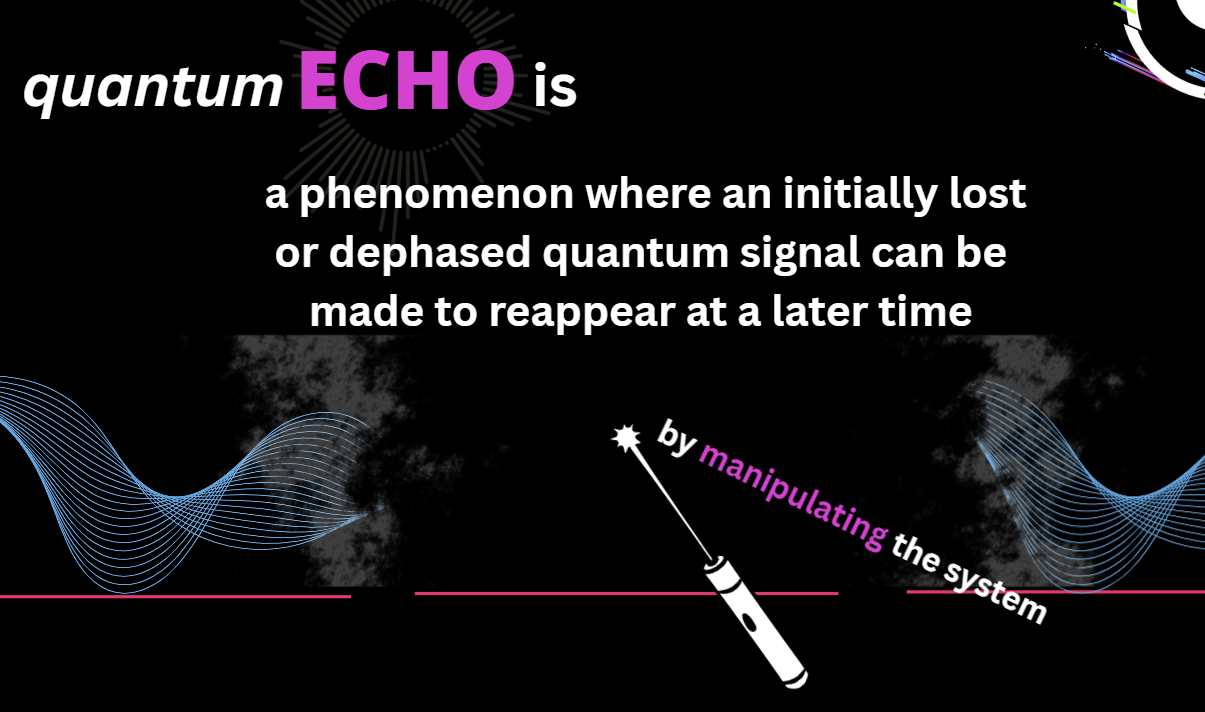 quantum ECHO is
a phenomenon where an initially lost
or dephased quantum signal can be
made to reappear at a later time
by manipulating the system